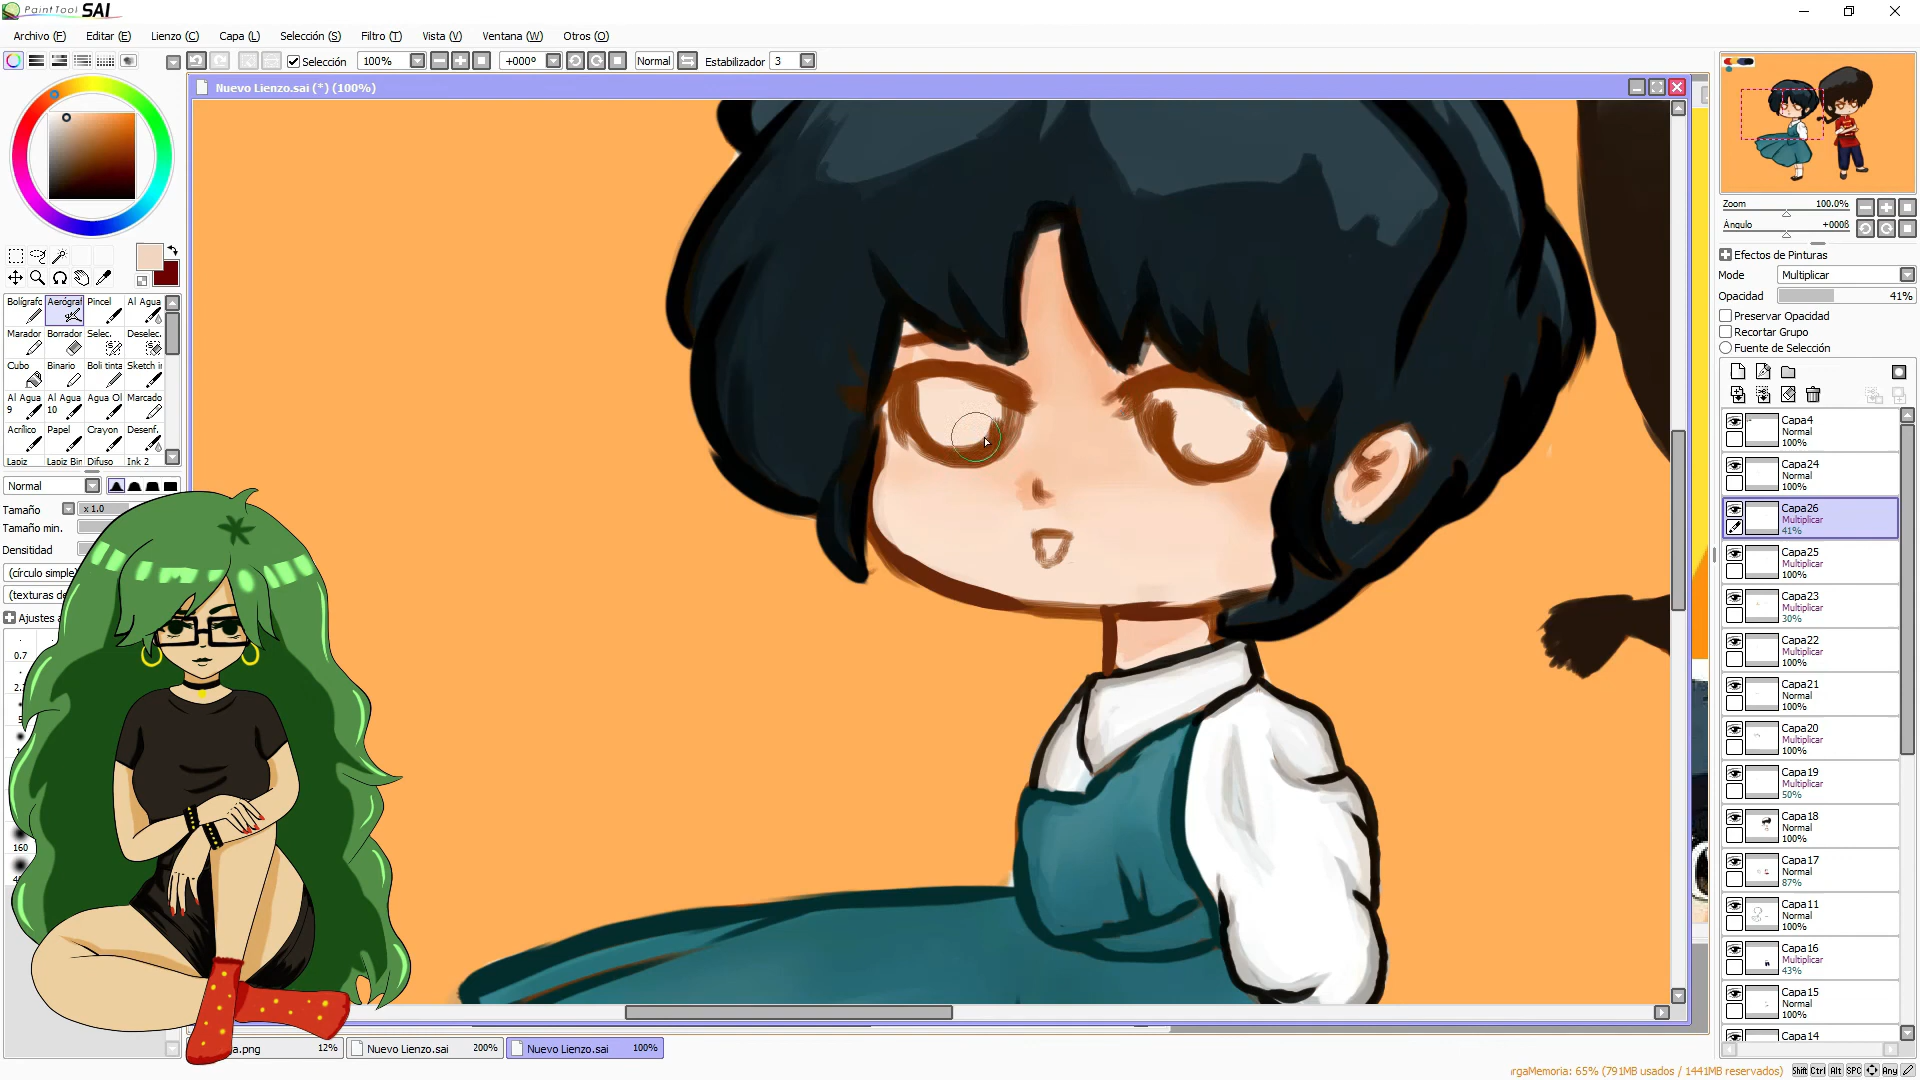 PaintTool SAI
Archivo (F) Editar (E) Lienzo (C) Capa (L) Selección (S) Filtro (T) Vista (V) Ventana (W) Otros (O)
Selección 100% +000º Normal Estabilizador 3
Nuevo Lienzo.sai (*) (100%)
Zoom 100.0%
Ángulo
Efectos de Pinturas
Mode Multiplicar
Opacidad 41%
Preservar Opacidad
Recortar Grupo
Fuente de Selección
Bolígrafo Aerógraf Pincel Al Agua
Marador Borrador Selec. Deselec.
Cubo Binario Boli tinta Sketch in
Al Agua 9 Al Agua 10 Agua Ol Marcado
Acrílico Papel Crayon Desenf.
Lapiz Lapiz Bin Difuso Ink 2
Normal
Tamaño x 1.0
Tamaño min.
Densitidad
(círculo simple)
(texturas de
Ajustes a
0.7
160
Capa4
Normal
100%
Capa24
Normal
100%
Capa26
Multiplicar
41%
Capa25
Multiplicar
100%
Capa23
Multiplicar
30%
Capa22
Multiplicar
100%
Capa21
Normal
100%
Capa20
Multiplicar
100%
Capa19
Multiplicar
50%
Capa18
Normal
100%
Capa17
Normal
87%
Capa11
Normal
100%
Capa16
Multiplicar
43%
Capa15
Normal
100%
Capa14
a.png 12% Nuevo Lienzo.sai 200% Nuevo Lienzo.sai 100%
rgaMemoria: 65% (791MB usados / 1441MB reservados) Shift Ctrl Alt SPC Any